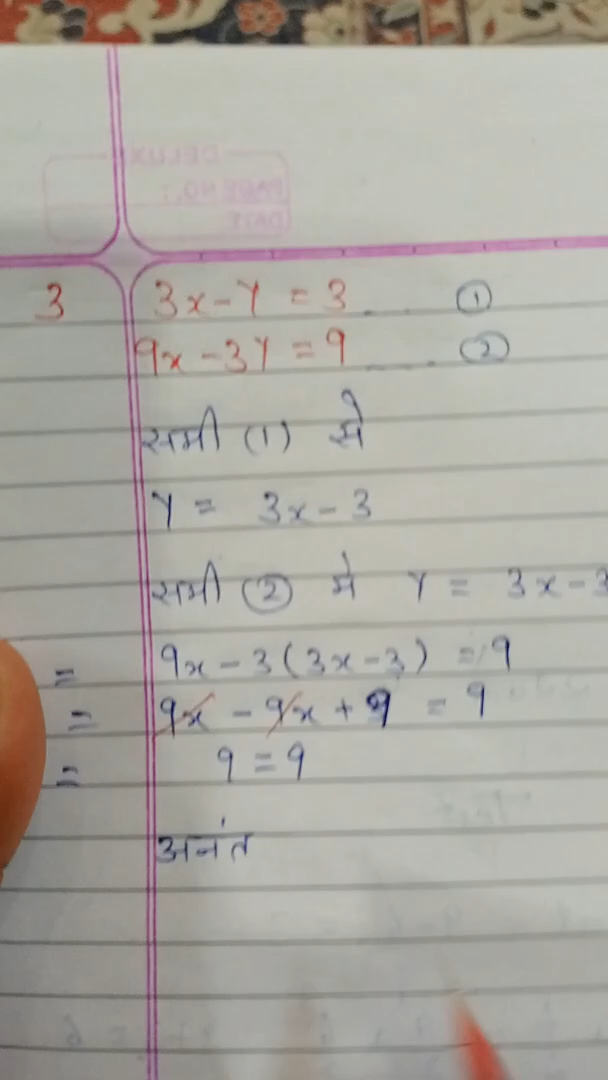 3 3x - y = 3 .... ①
9x - 3y = 9 ..... ②
समी (1) से
y = 3x - 3
समी ② में y = 3x - 3
= 9x - 3(3x - 3) = 9
= 9x - 9x + 9 = 9
= 9 = 9
अनंत